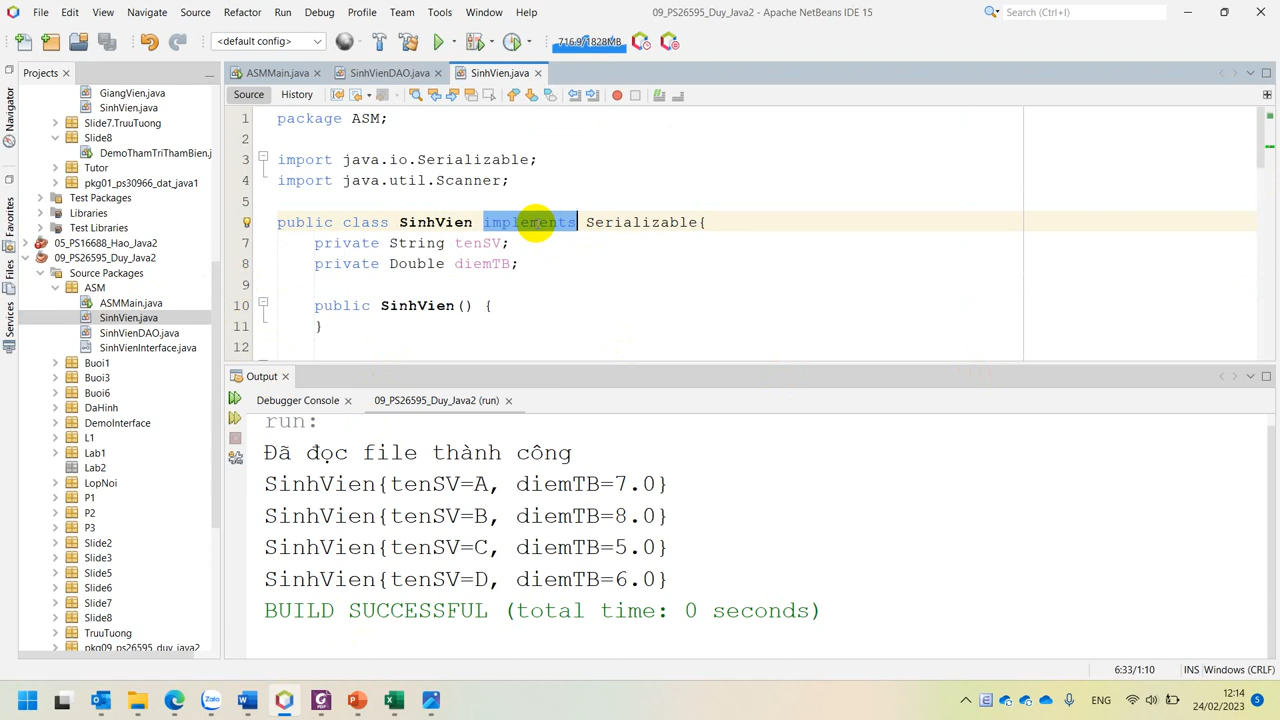 File Edit View Navigate Source Refactor Run Debug Profile Team Tools Window Help
09_PS26595_Duy_Java2 - Apache NetBeans IDE 15
Search (Ctrl+I)
<default config>
716.9/1828MB
Projects
ASMMain.java
SinhVienDAO.java
SinhVien.java
Source
History
Navigator
Favorites
Files
Services
GiangVien.java
SinhVien.java
Slide7.TruuTuong
Slide8
DemoThamTriThamBien.j
Tutor
pkg01_ps30966_dat_java1
Test Packages
Libraries
Test Libraries
05_PS16688_Hao_Java2
09_PS26595_Duy_Java2
Source Packages
ASM
ASMMain.java
SinhVien.java
SinhVienDAO.java
SinhVienInterface.java
Buoi1
Buoi3
Buoi6
DaHinh
DemoInterface
L1
Lab1
Lab2
LopNoi
P1
P2
P3
Slide2
Slide3
Slide5
Slide6
Slide7
Slide8
TruuTuong
pkg09_ps26595_duy_java2
1 package ASM;
2
3 import java.io.Serializable;
4 import java.util.Scanner;
5
public class SinhVien implements Serializable{
7 private String tenSV;
8 private Double diemTB;
9
10 public SinhVien() {
11 }
12
Output
Debugger Console
09_PS26595_Duy_Java2 (run)
run:
Đã đọc file thành công
SinhVien{tenSV=A, diemTB=7.0}
SinhVien{tenSV=B, diemTB=8.0}
SinhVien{tenSV=C, diemTB=5.0}
SinhVien{tenSV=D, diemTB=6.0}
BUILD SUCCESSFUL (total time: 0 seconds)
6:33/1:10
INS
Windows (CRLF)
Zalo
ENG
12:14
24/02/2023
5